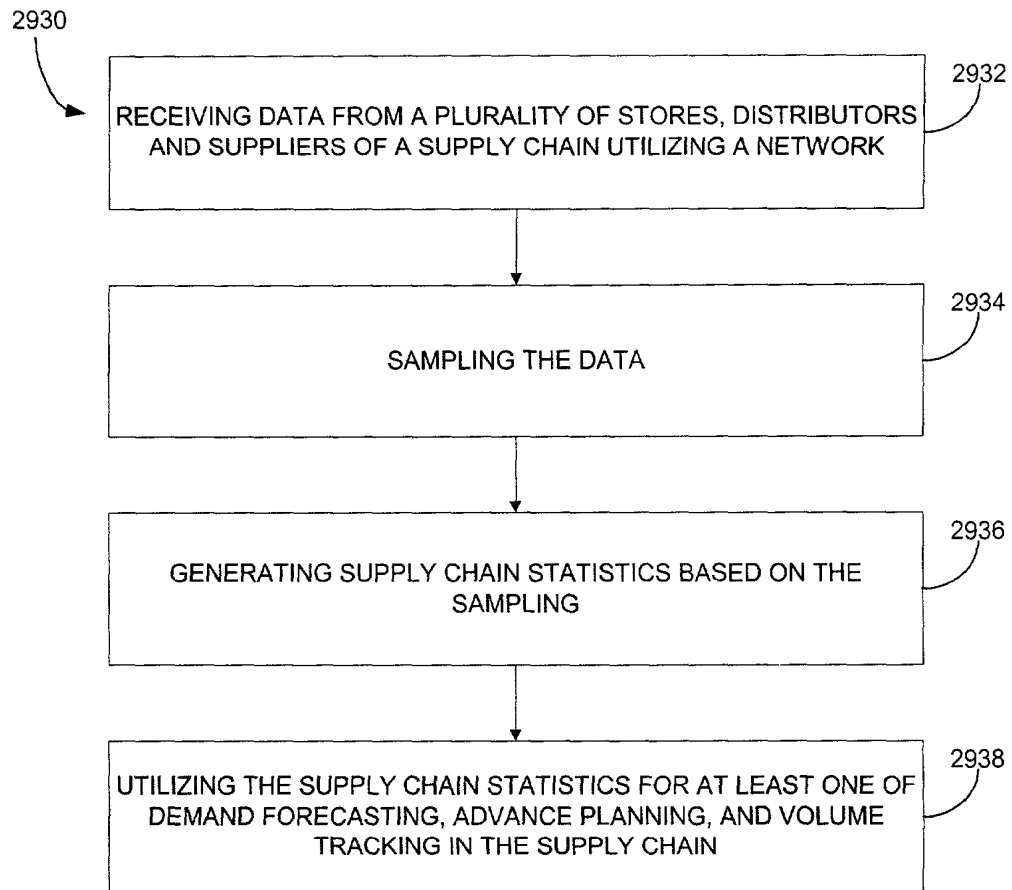 2930
2932
RECEIVING DATA FROM A PLURALITY OF STORES, DISTRIBUTORS
AND SUPPLIERS OF A SUPPLY CHAIN UTILIZING A NETWORK
2934
SAMPLING THE DATA
2936
GENERATING SUPPLY CHAIN STATISTICS BASED ON THE
SAMPLING
2938
UTILIZING THE SUPPLY CHAIN STATISTICS FOR AT LEAST ONE OF
DEMAND FORECASTING, ADVANCE PLANNING, AND VOLUME
TRACKING IN THE SUPPLY CHAIN